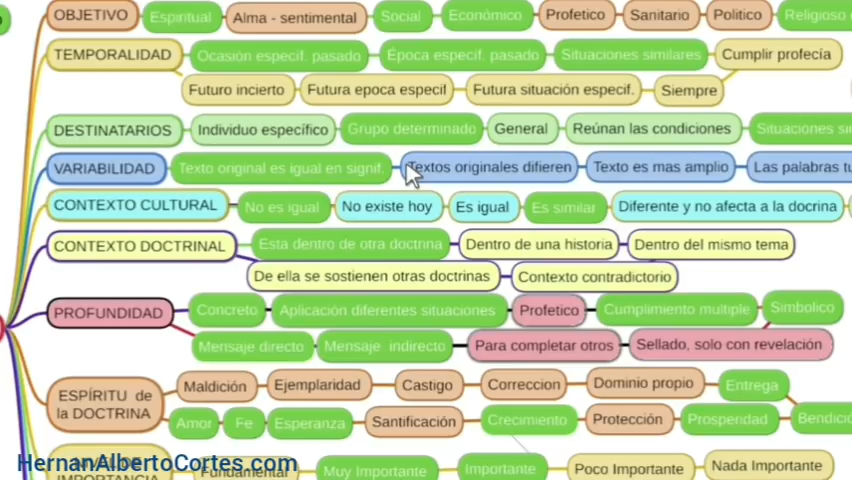 OBJETIVO Espiritual Alma - sentimental Social Económico Profetico Sanitario Politico Religioso
TEMPORALIDAD Ocasión especif. pasado Época especif. pasado Situaciones similares Cumplir profecía
Futuro incierto Futura epoca especif Futura situación especif. Siempre
DESTINATARIOS Individuo específico Grupo determinado General Reúnan las condiciones Situaciones
VARIABILIDAD Texto original es igual en signif. Textos originales difieren Texto es mas amplio Las palabras
CONTEXTO CULTURAL No es igual No existe hoy Es igual Es similar Diferente y no afecta a la docrina
CONTEXTO DOCTRINAL Esta dentro de otra doctrina Dentro de una historia Dentro del mismo tema
De ella se sostienen otras doctrinas Contexto contradictorio
PROFUNDIDAD Concreto Aplicación diferentes situaciones Profetico Cumplimiento multiple Simbolico
Mensaje directo Mensaje indirecto Para completar otros Sellado, solo con revelación
ESPÍRITU de
la DOCTRINA
Maldición Ejemplaridad Castigo Correccion Dominio propio Entrega
Amor Fe Esperanza Santificación Crecimiento Protección Prosperidad
HernanAlbertoCortes.com
IMPORTANCIA Fundamental Muy Importante Importante Poco Importante Nada Importante